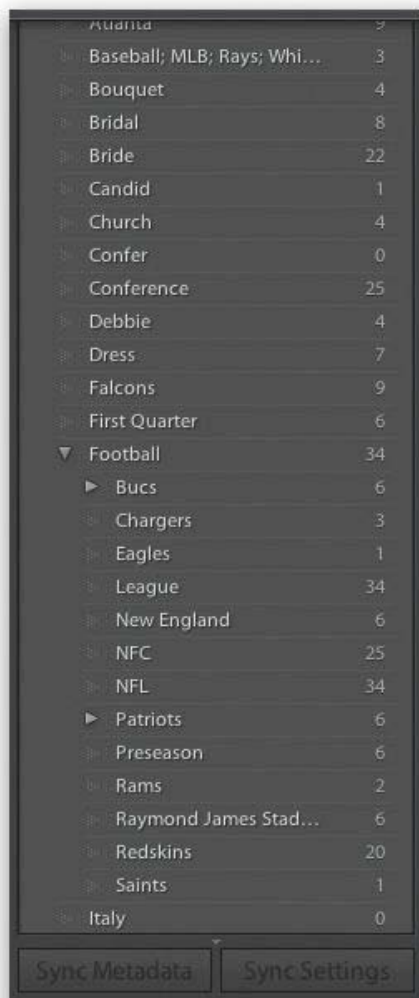 Atlanta 9
Baseball; MLB; Rays; Whi... 3
Bouquet 4
Bridal 8
Bride 22
Candid 1
Church 4
Confer 0
Conference 25
Debbie 4
Dress 7
Falcons 9
First Quarter 6
Football 34
Bucs 6
Chargers 3
Eagles 1
League 34
New England 6
NFC 25
NFL 34
Patriots 6
Preseason 6
Rams 2
Raymond James Stad... 6
Redskins 20
Saints 1
Italy 0
Sync Metadata Sync Settings